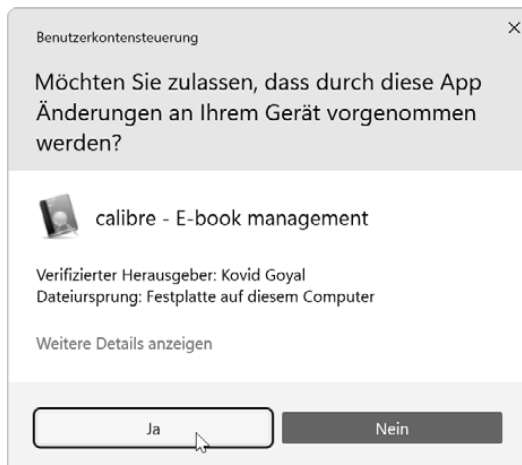 Benutzerkontensteuerung
Möchten Sie zulassen, dass durch diese App
Änderungen an Ihrem Gerät vorgenommen
werden?
calibre - E-book management
Verifizierter Herausgeber: Kovid Goyal
Dateiursprung: Festplatte auf diesem Computer
Weitere Details anzeigen
Ja Nein